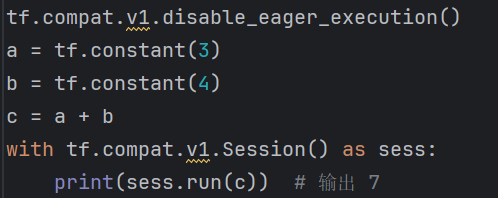 tf.compat.v1.disable_eager_execution()
a = tf.constant(3)
b = tf.constant(4)
c = a + b
with tf.compat.v1.Session() as sess:
    print(sess.run(c))  # 输出 7